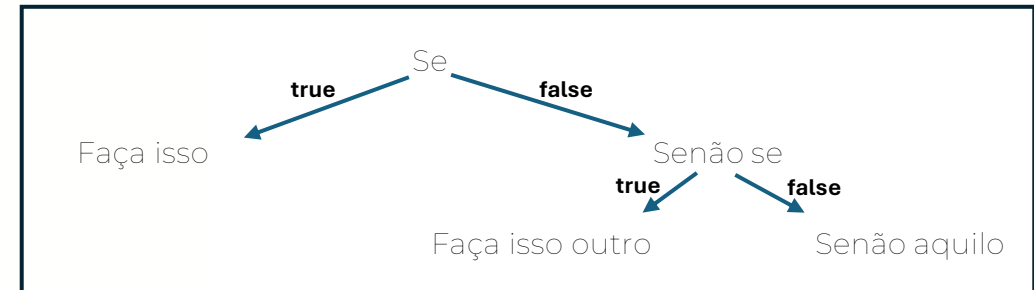 Se
true false
Faça isso Senão se
true false
Faça isso outro Senão aquilo